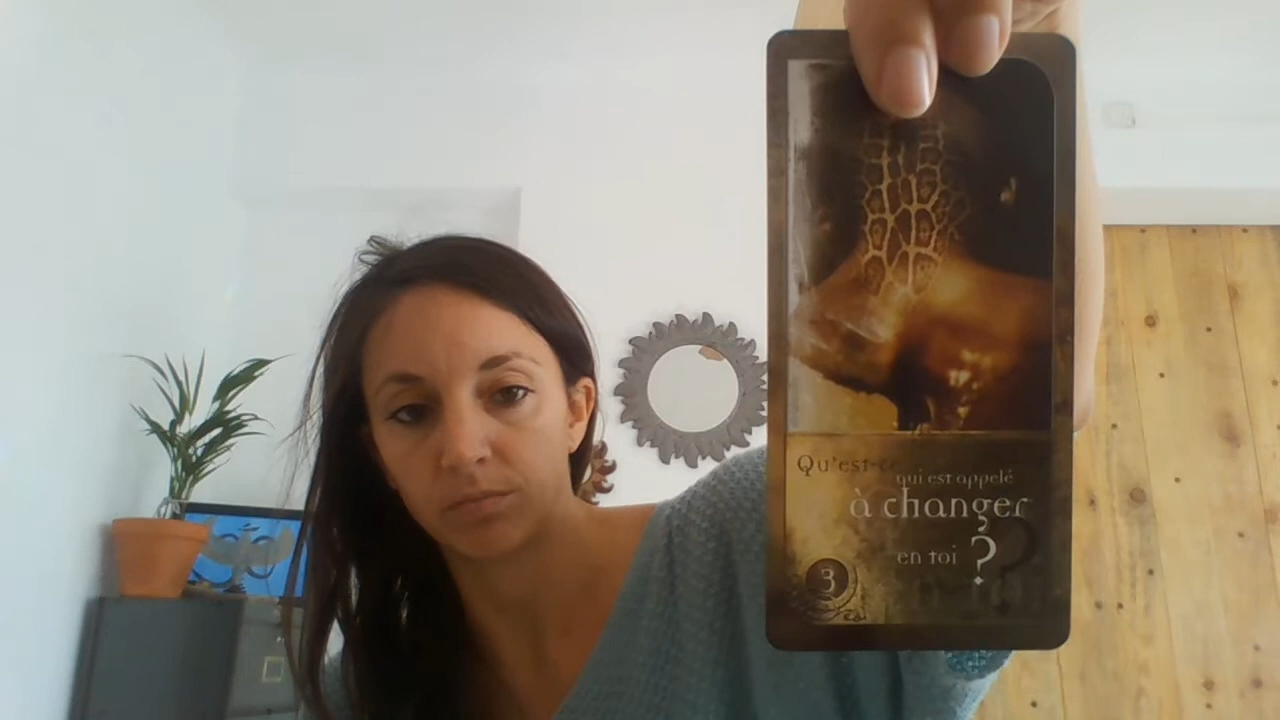 Qu'est-ce
qui est appelé
à changer
en toi ?
3